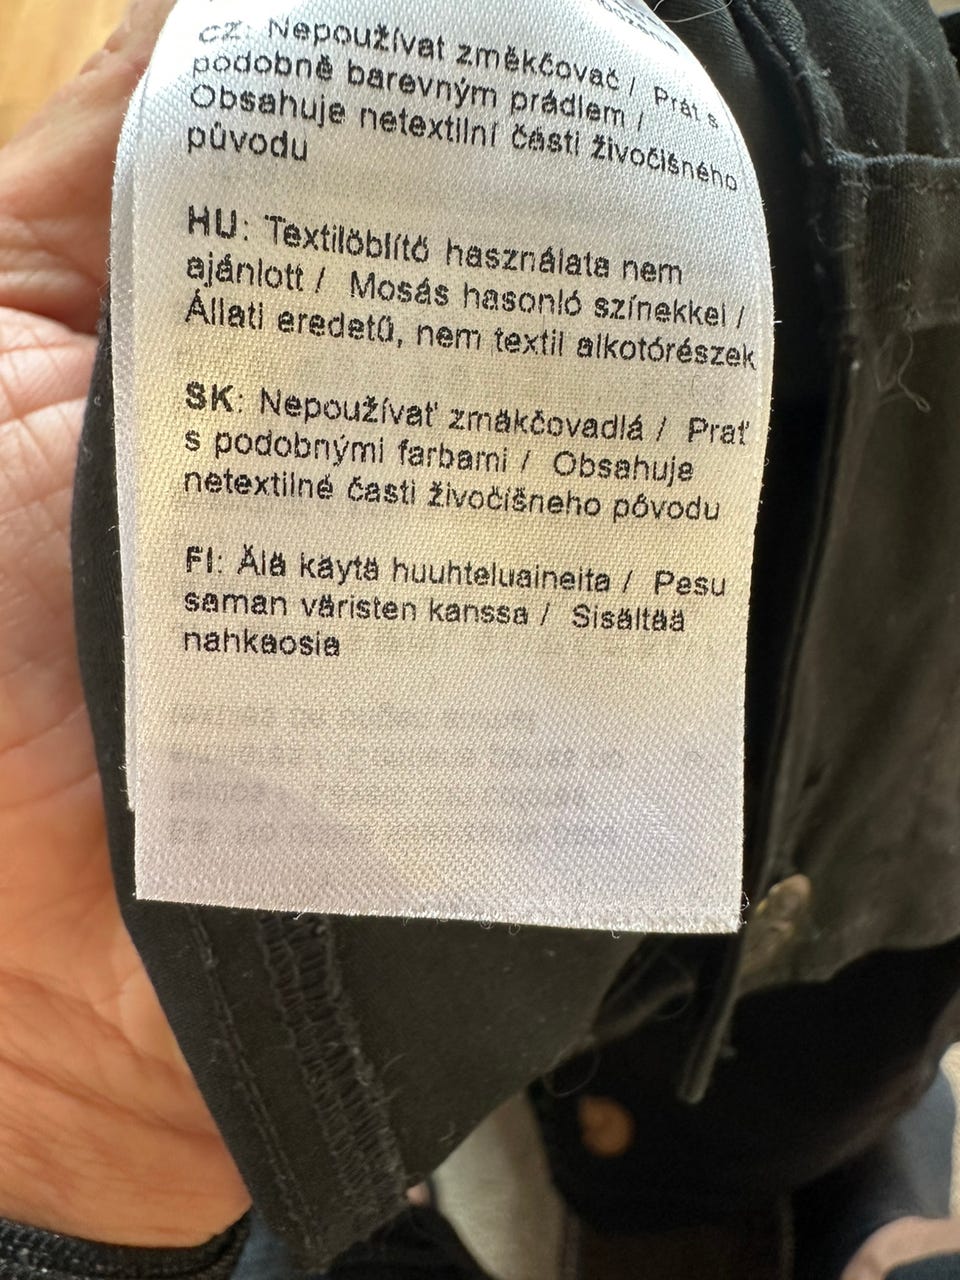 CZ: Nepoužívat změkčovač / Prát s
podobně barevným prádlem /
Obsahuje netextilní části živočišného
původu
HU: Textilöblítő használata nem
ajánlott / Mosás hasonló színekkel /
Állati eredetű, nem textil alkotórészek
SK: Nepoužívať zmäkčovadlá / Prať
s podobnými farbami / Obsahuje
netextilné časti živočíšneho pôvodu
FI: Älä käytä huuhteluaineita / Pesu
saman väristen kanssa / Sisältää
nahkaosia